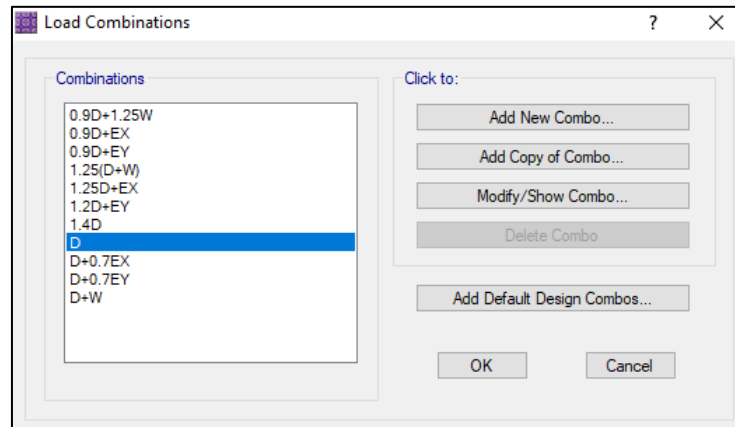 Load Combinations
?
Combinations
0.9D+1.25W
0.9D+EX
0.9D+EY
1.25(D+W)
1.25D+EX
1.2D+EY
1.4D
D
D+0.7EX
D+0.7EY
D+W
Click to:
Add New Combo...
Add Copy of Combo...
Modify/Show Combo...
Delete Combo
Add Default Design Combos...
OK
Cancel